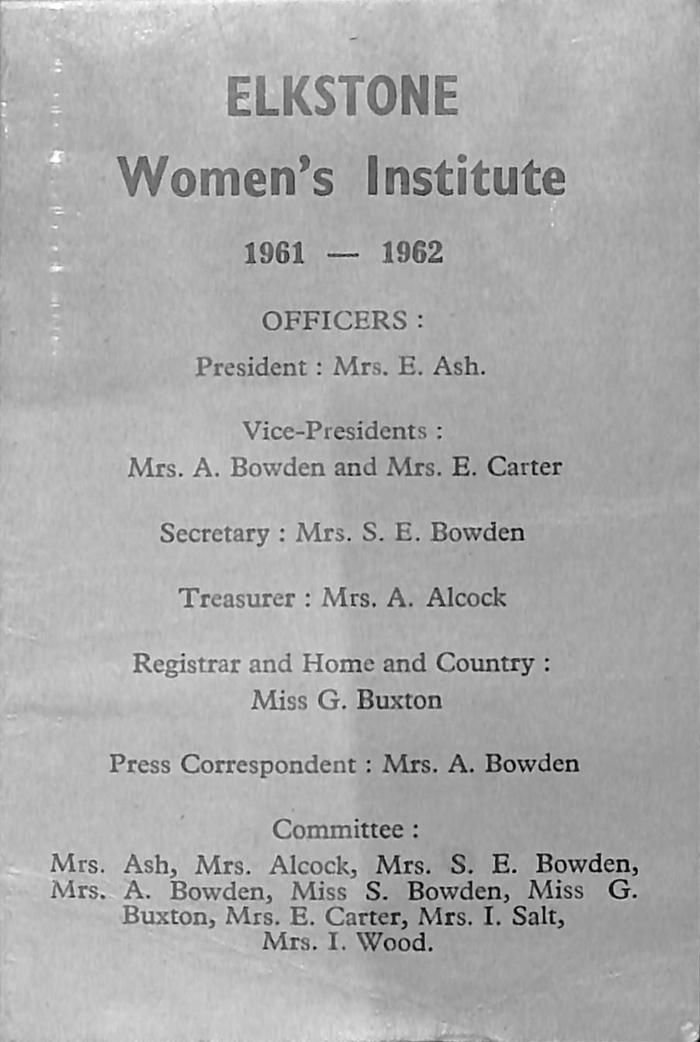 ELKSTONE
Women's Institute
1961 — 1962
OFFICERS :
President : Mrs. E. Ash.
Vice-Presidents :
Mrs. A. Bowden and Mrs. E. Carter
Secretary : Mrs. S. E. Bowden
Treasurer : Mrs. A. Alcock
Registrar and Home and Country :
Miss G. Buxton
Press Correspondent : Mrs. A. Bowden
Committee :
Mrs. Ash, Mrs. Alcock, Mrs. S. E. Bowden,
Mrs. A. Bowden, Miss S. Bowden, Miss G.
Buxton, Mrs. E. Carter, Mrs. I. Salt,
Mrs. I. Wood.